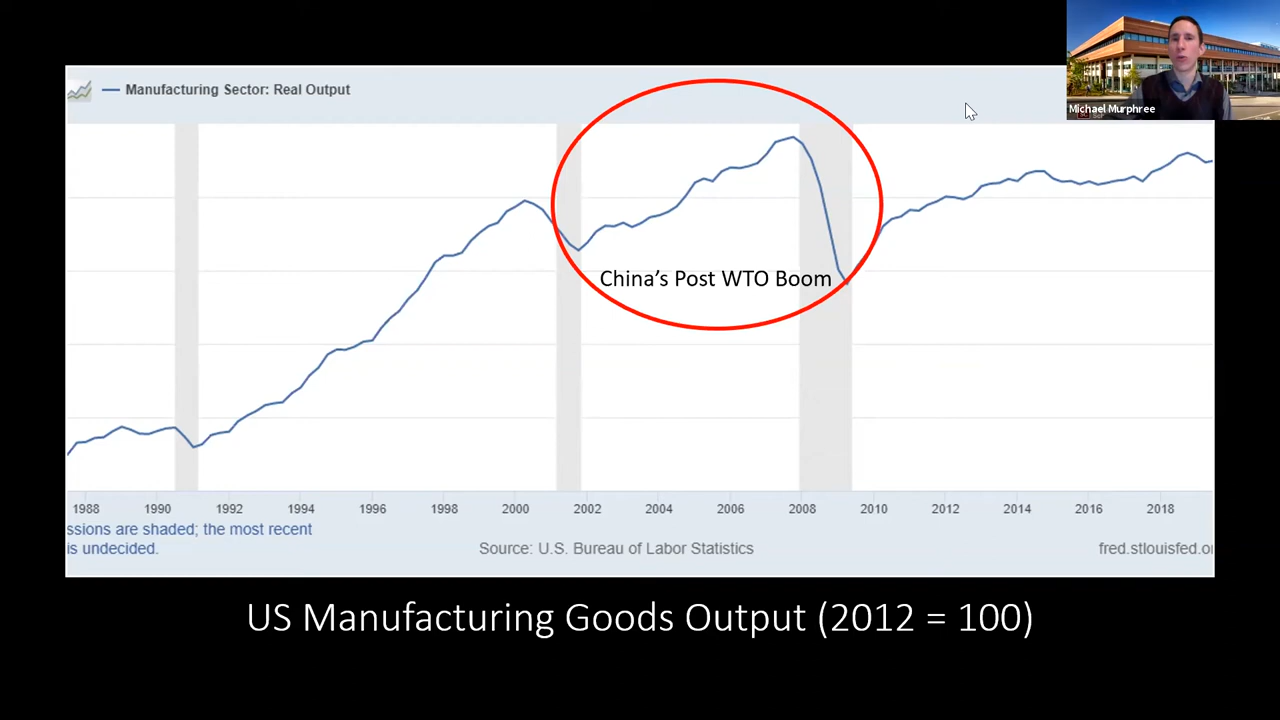 Manufacturing Sector: Real Output
Michael Murphree
China's Post WTO Boom
1988 1990 1992 1994 1996 1998 2000 2002 2004 2006 2008 2010 2012 2014 2016 2018
ssions are shaded; the most recent
is undecided.
Source: U.S. Bureau of Labor Statistics
fred.stlouisfed.or
US Manufacturing Goods Output (2012 = 100)